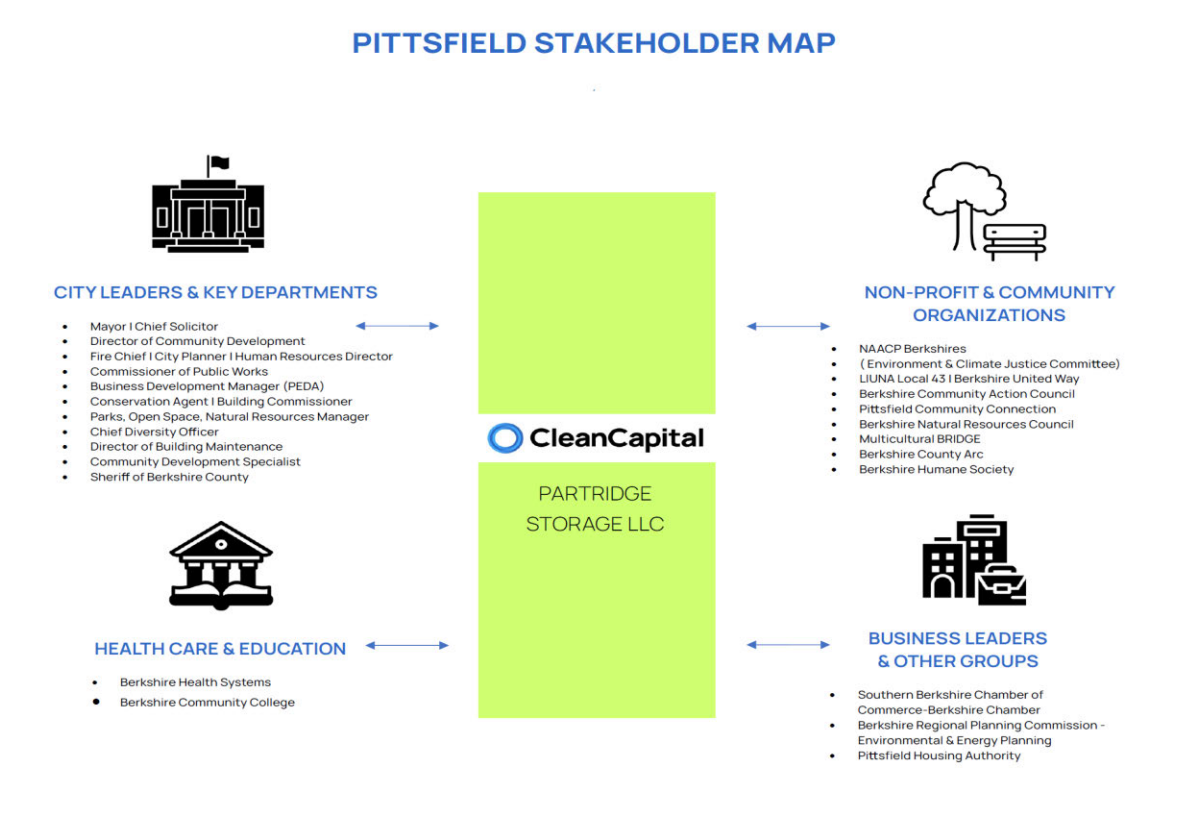 PITTSFIELD STAKEHOLDER MAP
CITY LEADERS & KEY DEPARTMENTS
• Mayor I Chief Solicitor
• Director of Community Development
• Fire Chief I City Planner I Human Resources Director
• Commissioner of Public Works
• Business Development Manager (PEDA)
• Conservation Agent I Building Commissioner
• Parks, Open Space, Natural Resources Manager
• Chief Diversity Officer
• Director of Building Maintenance
• Community Development Specialist
• Sheriff of Berkshire County
HEALTH CARE & EDUCATION
• Berkshire Health Systems
• Berkshire Community College
CleanCapital
PARTRIDGE
STORAGE LLC
NON-PROFIT & COMMUNITY
ORGANIZATIONS
• NAACP Berkshires
• ( Environment & Climate Justice Committee)
• LIUNA Local 43 I Berkshire United Way
• Berkshire Community Action Council
• Pittsfield Community Connection
• Berkshire Natural Resources Council
• Multicultural BRIDGE
• Berkshire County Arc
• Berkshire Humane Society
BUSINESS LEADERS
& OTHER GROUPS
• Southern Berkshire Chamber of
Commerce-Berkshire Chamber
• Berkshire Regional Planning Commission -
Environmental & Energy Planning
• Pittsfield Housing Authority